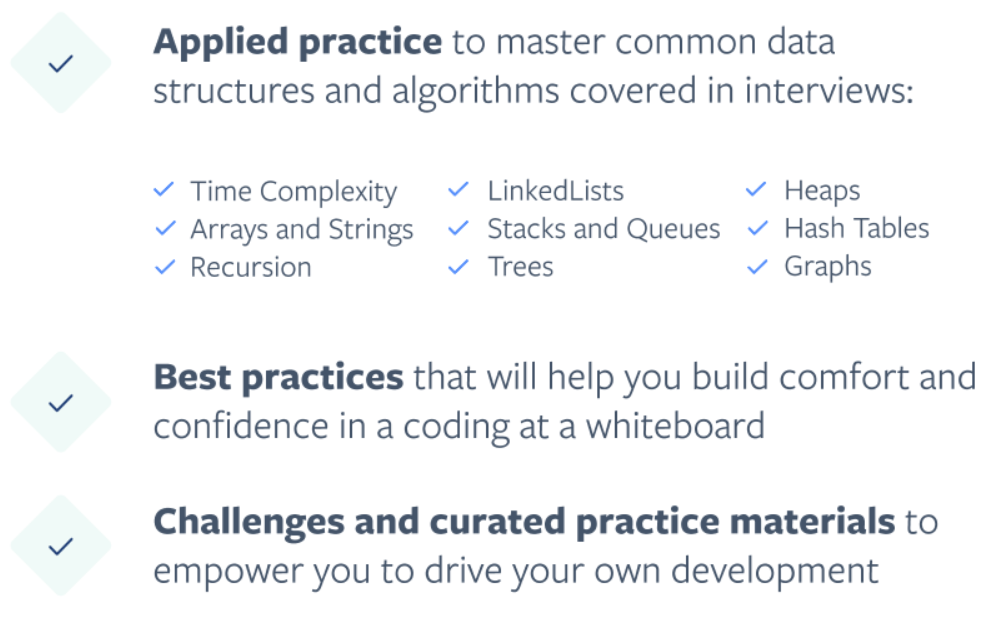 Applied practice to master common data
structures and algorithms covered in interviews:
Time Complexity
Arrays and Strings
Recursion
LinkedLists
Stacks and Queues
Trees
Heaps
Hash Tables
Graphs
Best practices that will help you build comfort and
confidence in a coding at a whiteboard
Challenges and curated practice materials to
empower you to drive your own development